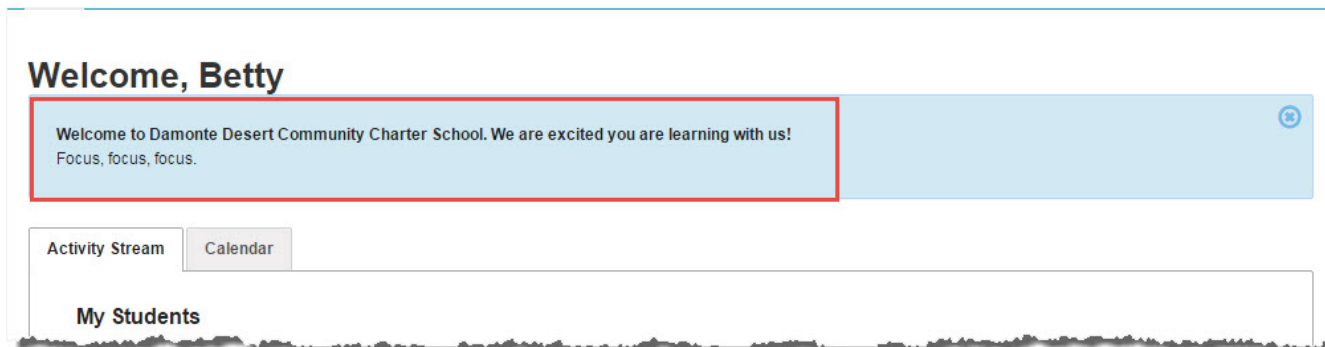 Welcome, Betty
Welcome to Damonte Desert Community Charter School. We are excited you are learning with us!
Focus, focus, focus.
Activity Stream Calendar
My Students